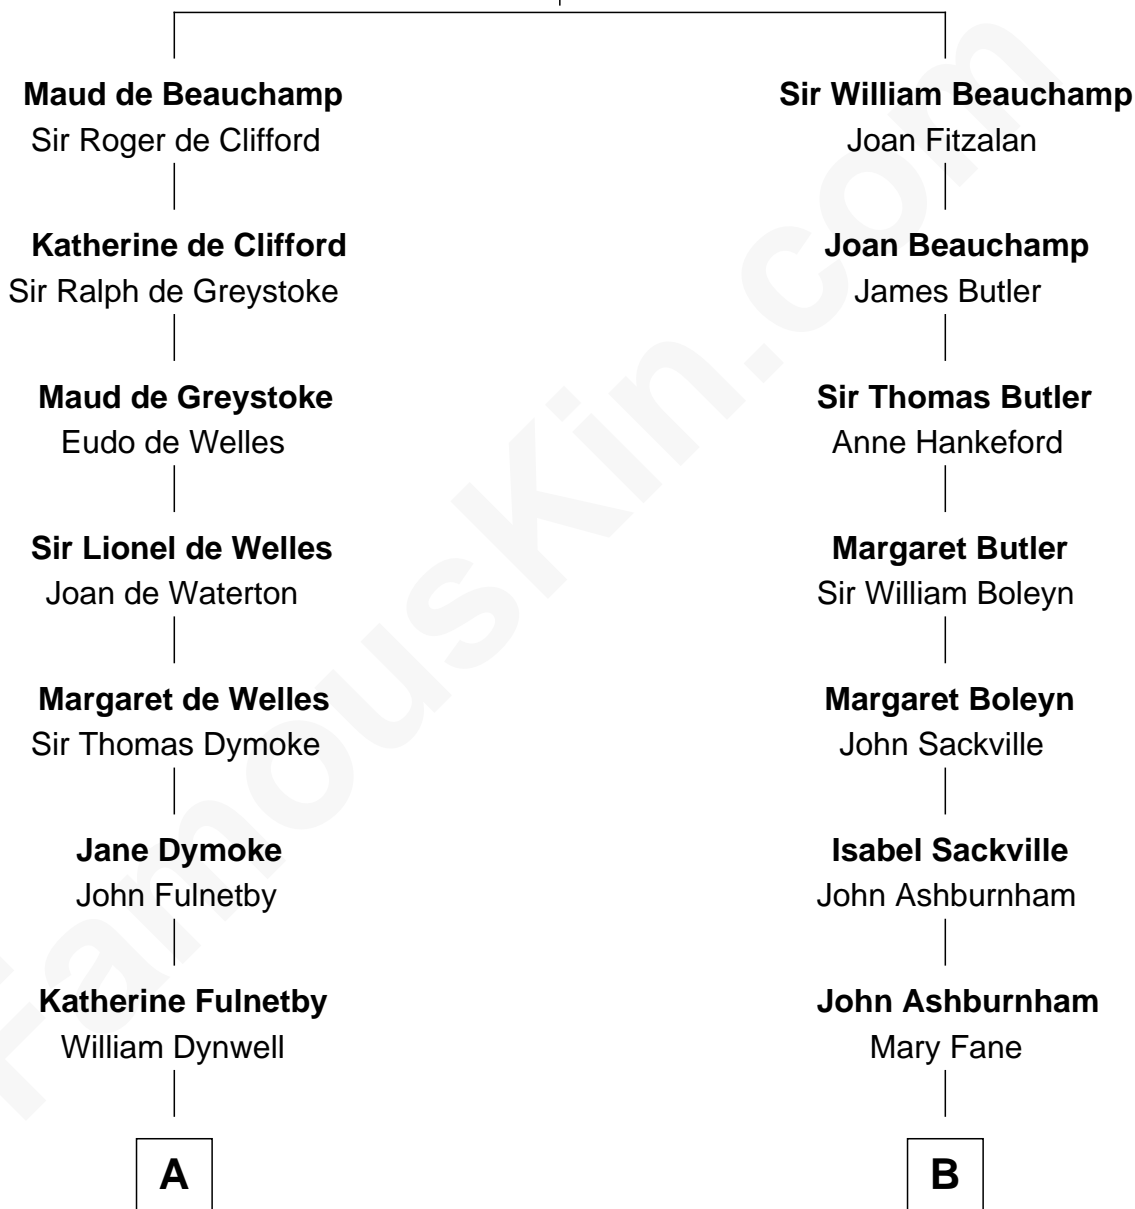 Maud de Beauchamp
Sir Roger de Clifford
Katherine de Clifford
Sir Ralph de Greystoke
Maud de Greystoke
Eudo de Welles
Sir Lionel de Welles
Joan de Waterton
Margaret de Welles
Sir Thomas Dymoke
Jane Dymoke
John Fulnetby
Katherine Fulnetby
William Dynwell
A
Sir William Beauchamp
Joan Fitzalan
Joan Beauchamp
James Butler
Sir Thomas Butler
Anne Hankeford
Margaret Butler
Sir William Boleyn
Margaret Boleyn
John Sackville
Isabel Sackville
John Ashburnham
John Ashburnham
Mary Fane
B
FamousKin.com